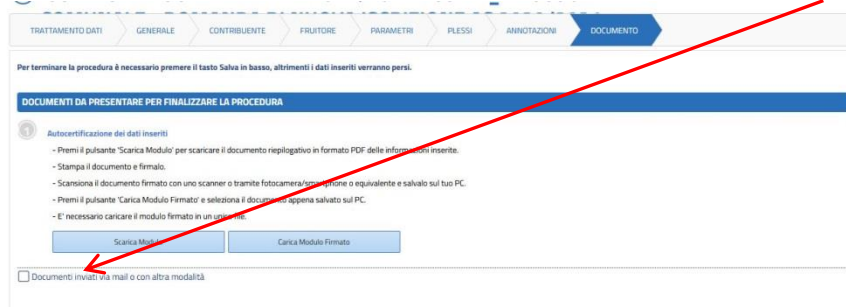 TRATTAMENTO DATI GENERALE CONTRIBUENTE FRUITORE PARAMETRI PLESSI ANNOTAZIONI DOCUMENTO
Per terminare la procedura è necessario premere il tasto Salva in basso, altrimenti i dati inseriti verranno persi.
DOCUMENTI DA PRESENTARE PER FINALIZZARE LA PROCEDURA
1 Autocertificazione dei dati inseriti
- Premi il pulsante 'Scarica Modulo' per scaricare il documento riepilogativo in formato PDF delle informazioni inserite.
- Stampa il documento e firmalo.
- Scansiona il documento firmato con uno scanner o tramite fotocamera/smartphone o equivalente e salvalo sul tuo PC.
- Premi il pulsante 'Carica Modulo Firmato' e seleziona il documento appena salvato sul PC.
- E' necessario caricare il modulo firmato in un unico file.
Scarica Modulo Carica Modulo Firmato
Documenti inviati via mail o con altra modalità